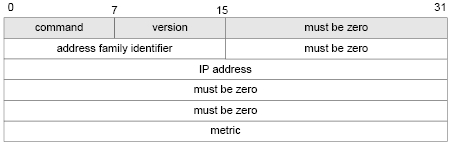 0 7 15 31
command version must be zero
address family identifier must be zero
IP address
must be zero
must be zero
metric